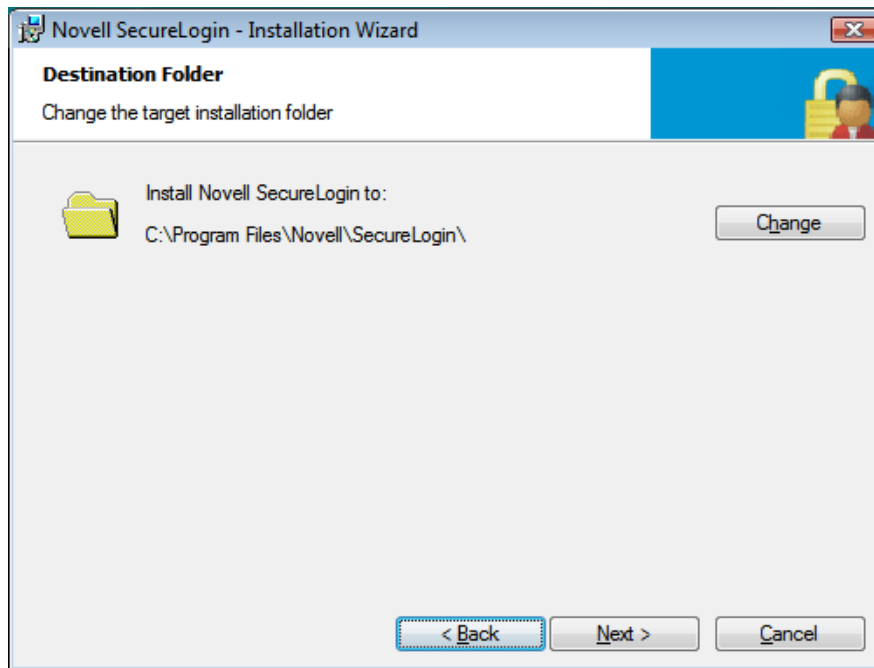 Novell SecureLogin - Installation Wizard
Destination Folder
Change the target installation folder
Install Novell SecureLogin to:
C:\Program Files\Novell\SecureLogin\
Change
< Back
Next >
Cancel